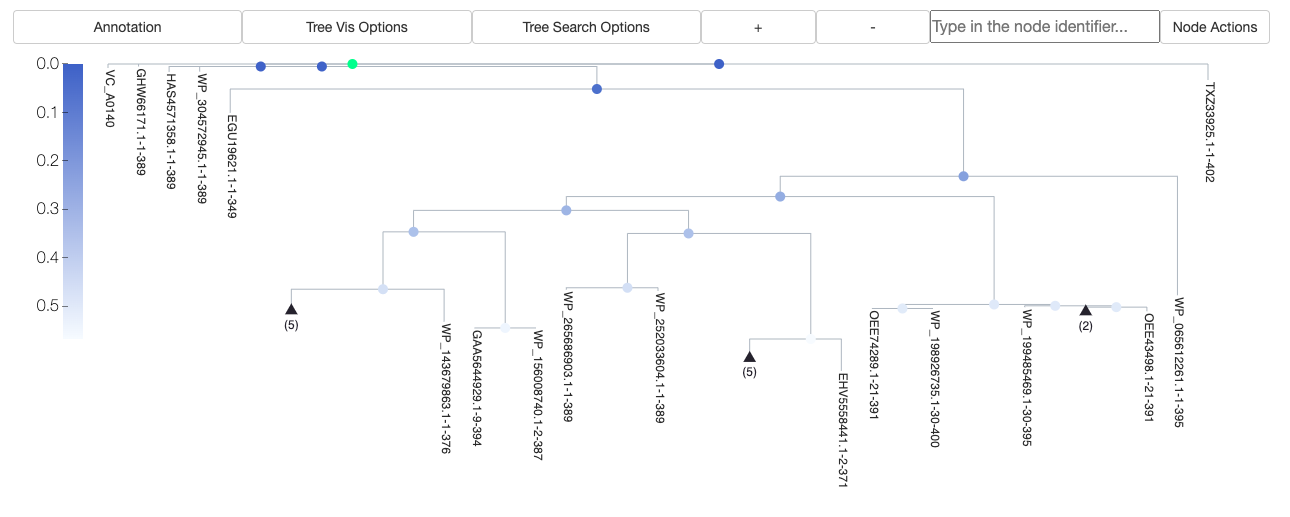 Annotation
Tree Vis Options
Tree Search Options
+
-
Type in the node identifier...
Node Actions
0.0
0.1
0.2
0.3
0.4
0.5
VC_A0140
GHW66171.1-1-389
HAS4571358.1-1-389
WP_304572945.1-1-389
EGU19621.1-1-349
(5)
WP_143679863.1-1-376
GAA5644929.1-9-394
WP_156008740.1-2-387
WP_265686903.1-1-389
WP_252033604.1-1-389
(5)
EHV5558441.1-2-371
OEE74289.1-21-391
WP_198926735.1-30-400
WP_199485469.1-30-395
(2)
OEE43498.1-21-391
WP_065612261.1-1-395
TXZ33925.1-1-402